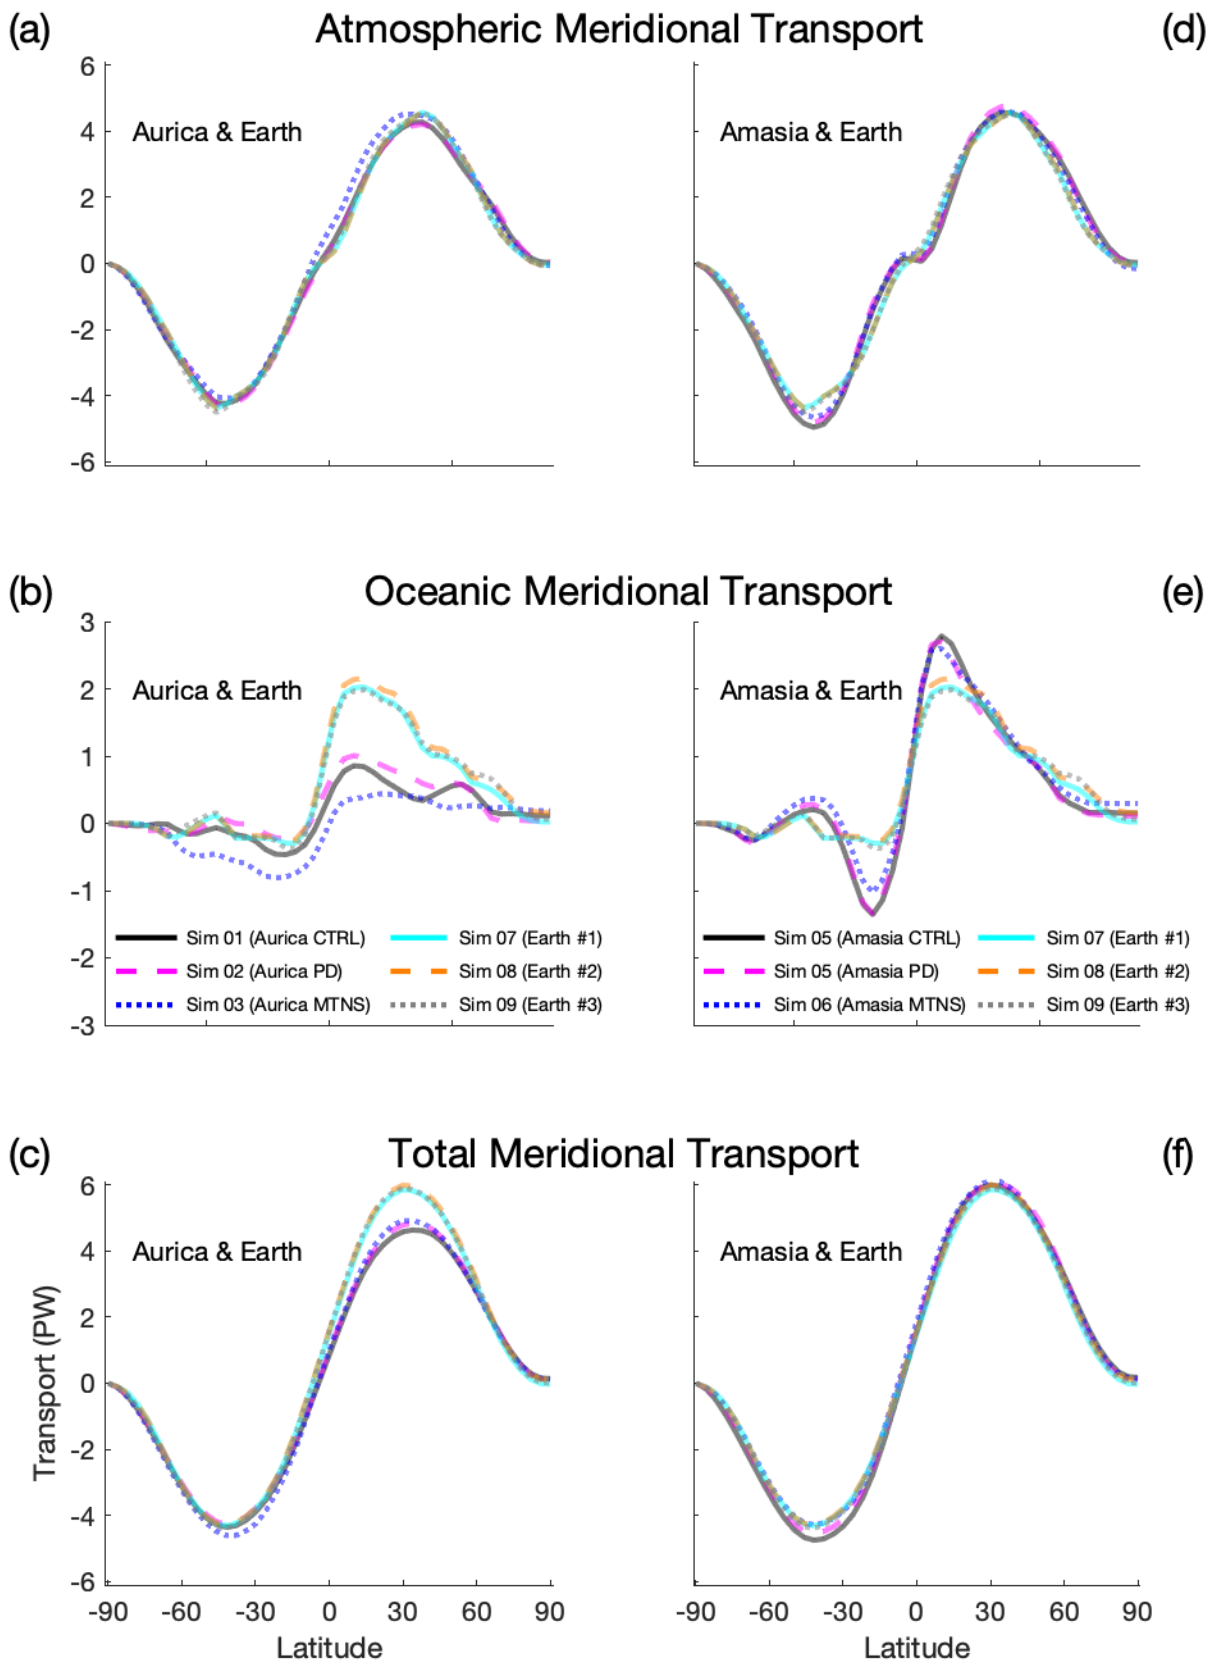 (a) Atmospheric Meridional Transport (d)
6
4
2
0
-2
-4
-6
Aurica & Earth
Amasia & Earth
(b) Oceanic Meridional Transport (e)
3
2
1
0
-1
-2
-3
Aurica & Earth
Sim 01 (Aurica CTRL) Sim 07 (Earth #1)
Sim 02 (Aurica PD) Sim 08 (Earth #2)
Sim 03 (Aurica MTNS) Sim 09 (Earth #3)
Amasia & Earth
Sim 05 (Amasia CTRL) Sim 07 (Earth #1)
Sim 05 (Amasia PD) Sim 08 (Earth #2)
Sim 06 (Amasia MTNS) Sim 09 (Earth #3)
(c) Total Meridional Transport (f)
Transport (PW)
6
4
2
0
-2
-4
-6
Aurica & Earth
-90 -60 -30 0 30 60 90
Latitude
Amasia & Earth
-90 -60 -30 0 30 60 90
Latitude